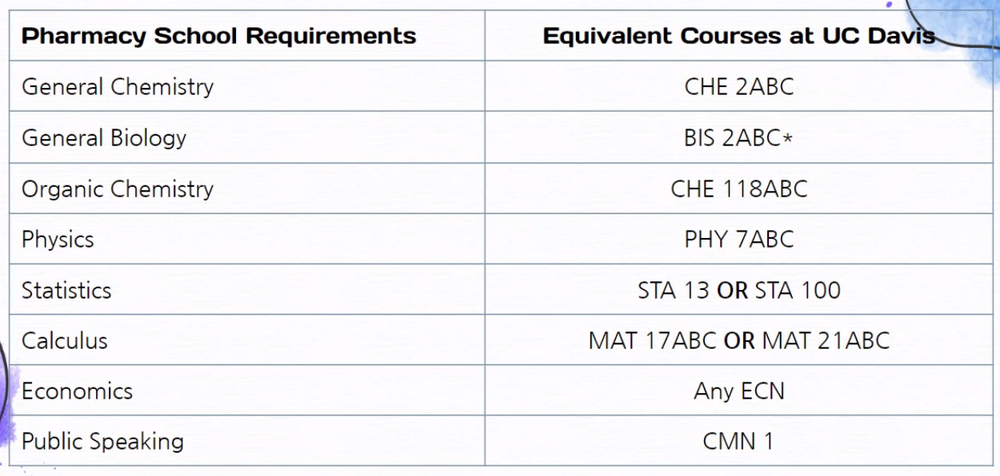 Pharmacy School Requirements Equivalent Courses at UC Davis
General Chemistry CHE 2ABC
General Biology BIS 2ABC*
Organic Chemistry CHE 118ABC
Physics PHY 7ABC
Statistics STA 13 OR STA 100
Calculus MAT 17ABC OR MAT 21ABC
Economics Any ECN
Public Speaking CMN 1